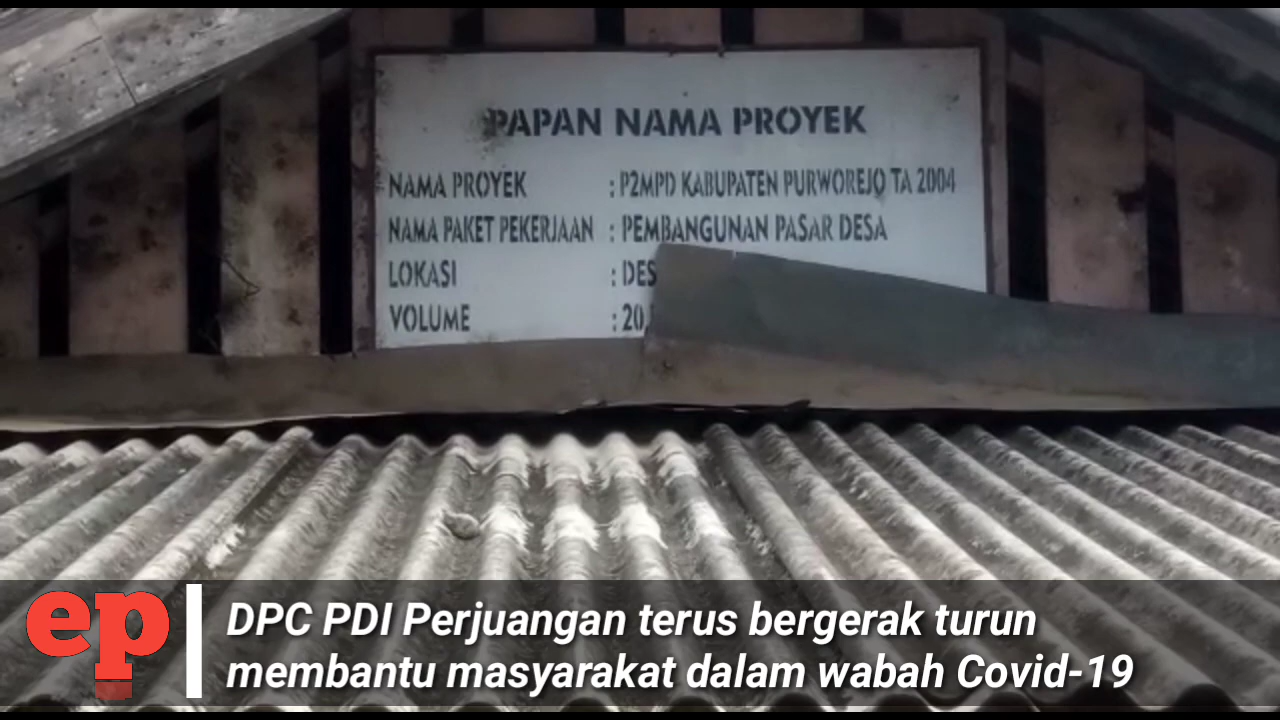 PAPAN NAMA PROYEK
NAMA PROYEK : P2MPD KABUPATEN PURWOREJO TA 2004
NAMA PAKET PEKERJAAN : PEMBANGUNAN PASAR DESA
LOKASI :
VOLUME : 20
ep
DPC PDI Perjuangan terus bergerak turun
membantu masyarakat dalam wabah Covid-19